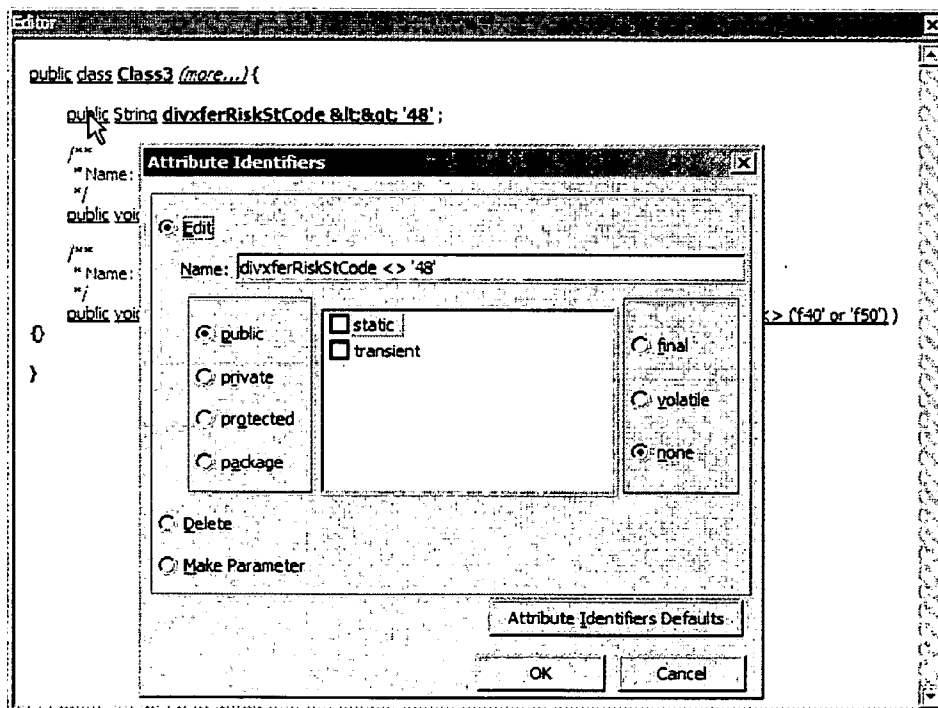 Editor
public class Class3 (more...) {
public String divxferRiskStCode &lt;&gt; '48' ;
/**
* Name:
*/
public voi
/**
* Name:
*/
public voi
<> ('f40' or 'f50') )
{}
}
Attribute Identifiers
Edit
Name: divxferRiskStCode <> '48'
public
private
protected
package
static
transient
final
volatile
none
Delete
Make Parameter
Attribute Identifiers Defaults
OK
Cancel